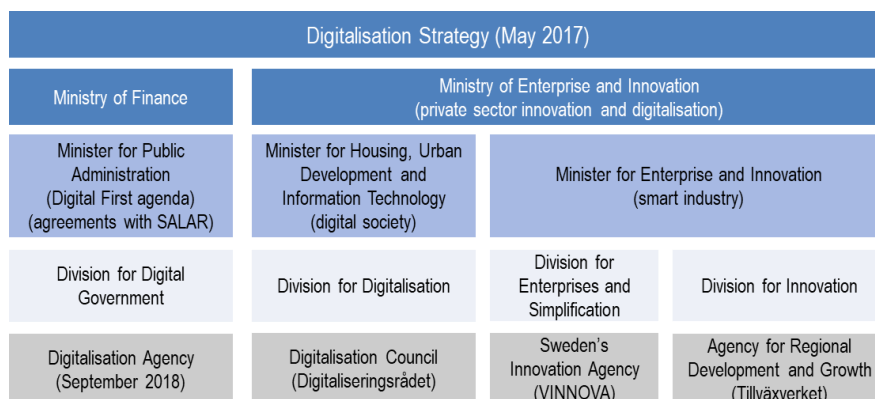 Digitalisation Strategy (May 2017)
Ministry of Finance
Ministry of Enterprise and Innovation
(private sector innovation and digitalisation)
Minister for Public
Administration
(Digital First agenda)
(agreements with SALAR)
Minister for Housing, Urban
Development and
Information Technology
(digital society)
Minister for Enterprise and Innovation
(smart industry)
Division for Digital
Government
Division for Digitalisation
Division for
Enterprises and
Simplification
Division for Innovation
Digitalisation Agency
(September 2018)
Digitalisation Council
(Digitaliseringsrådet)
Sweden's
Innovation Agency
(VINNOVA)
Agency for Regional
Development and Growth
(Tillväxverket)